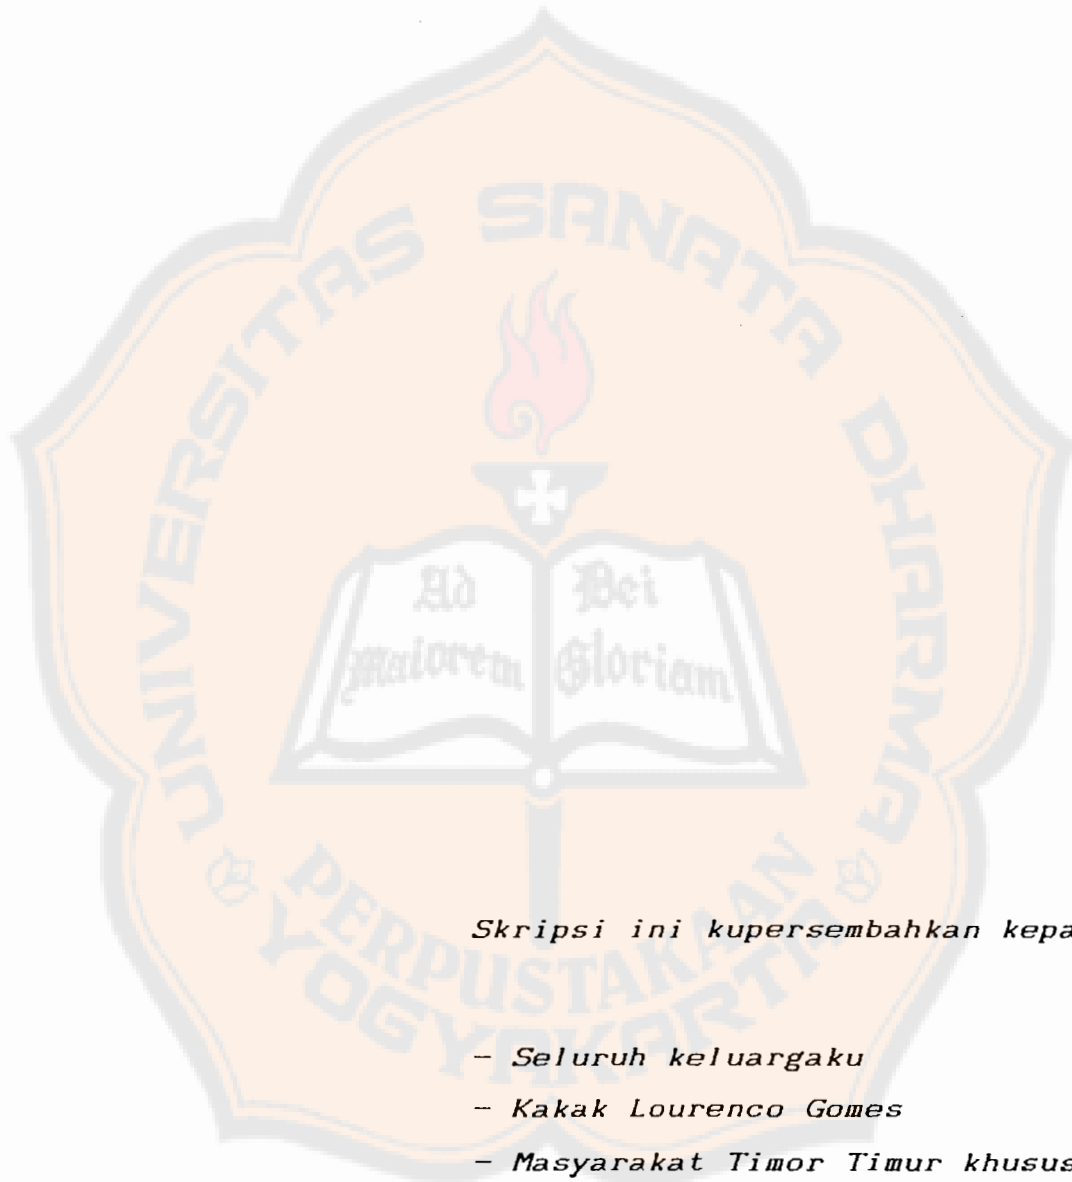 UNIVERSITAS SANATA DHARMA
Ad Dei
Maiorem Gloriam
PERPUSTAKAAN
YOGYAKARTA
Skripsi ini kupersembahkan kepa
- Seluruh keluargaku
- Kakak Lourenco Gomes
- Masyarakat Timor Timur khusus